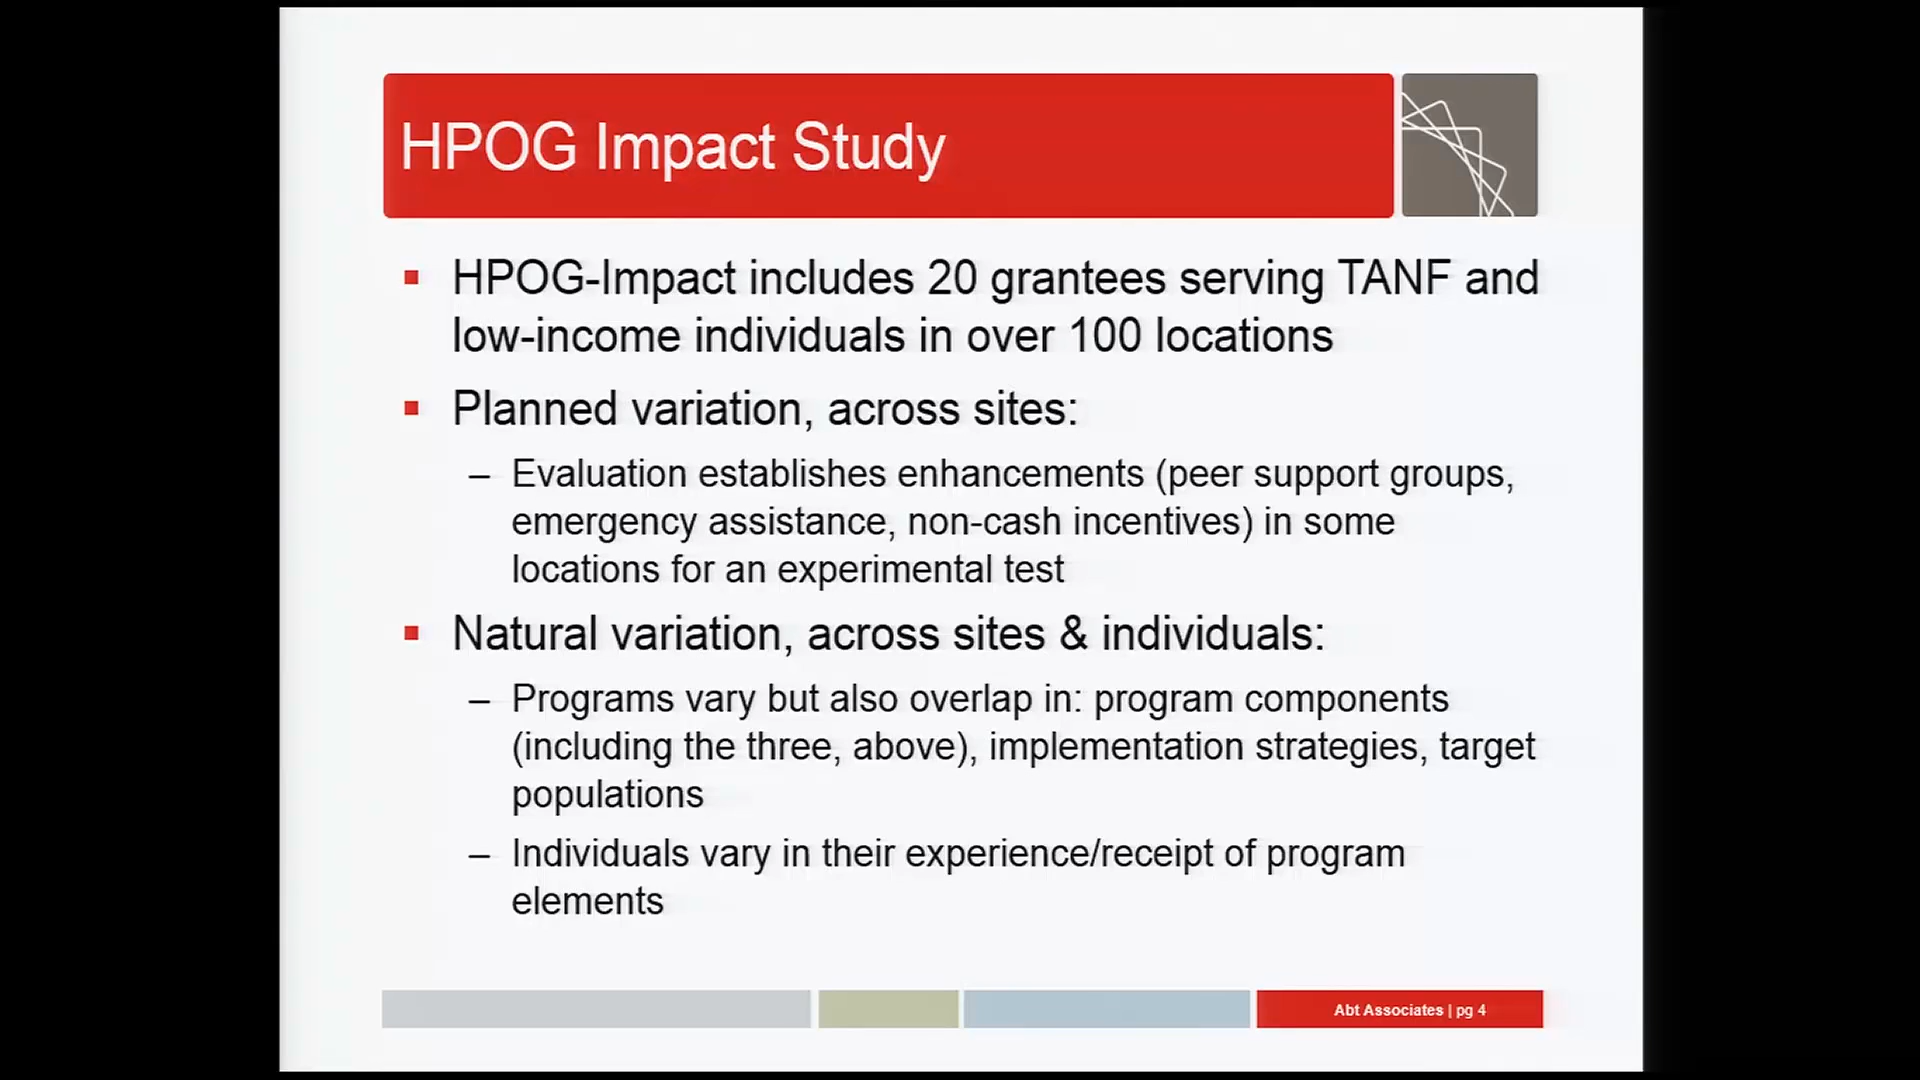 HPOG Impact Study
▪ HPOG-Impact includes 20 grantees serving TANF and
low-income individuals in over 100 locations
▪ Planned variation, across sites:
– Evaluation establishes enhancements (peer support groups,
emergency assistance, non-cash incentives) in some
locations for an experimental test
▪ Natural variation, across sites & individuals:
– Programs vary but also overlap in: program components
(including the three, above), implementation strategies, target
populations
– Individuals vary in their experience/receipt of program
elements
Abt Associates | pg 4